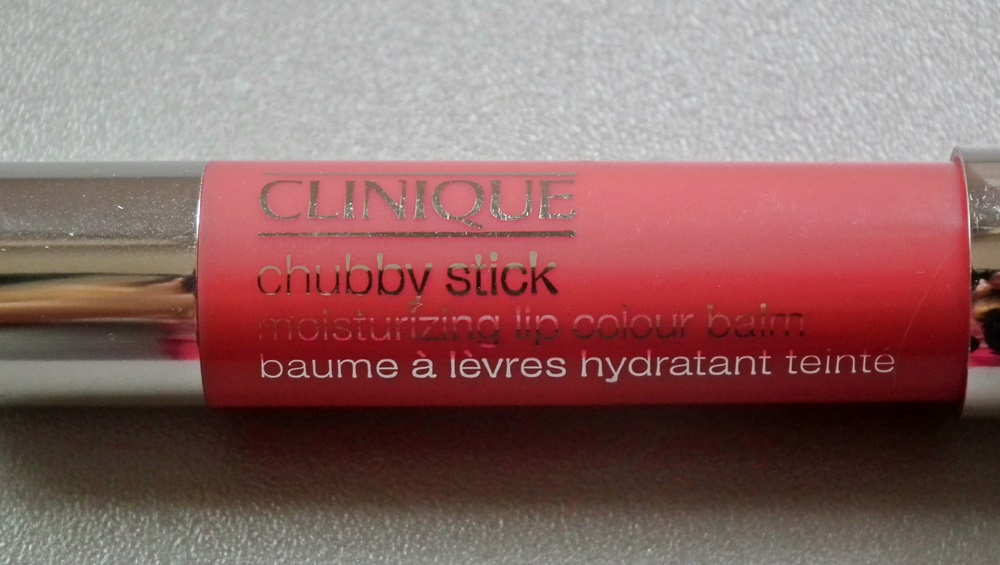 CLINIQUE
chubby stick
moisturizing lip colour balm
baume à lèvres hydratant teinté